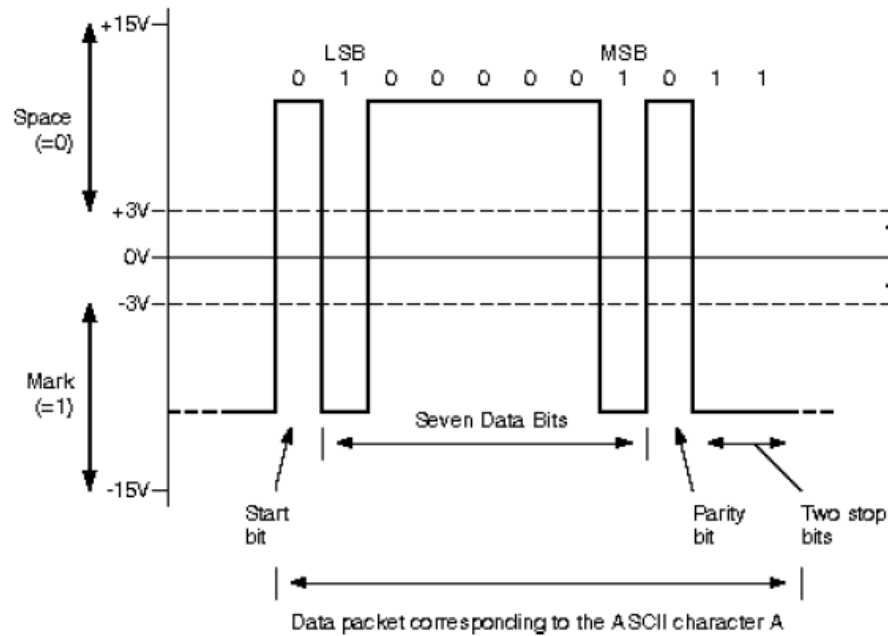 +15V
LSB MSB
0 1 0 0 0 0 0 1 0 1 1
Space
(=0)
+3V
0V
-3V
Mark
(=1)
Seven Data Bits
-15V
Start
bit
Parity
bit
Two stop
bits
Data packet corresponding to the ASCII character A